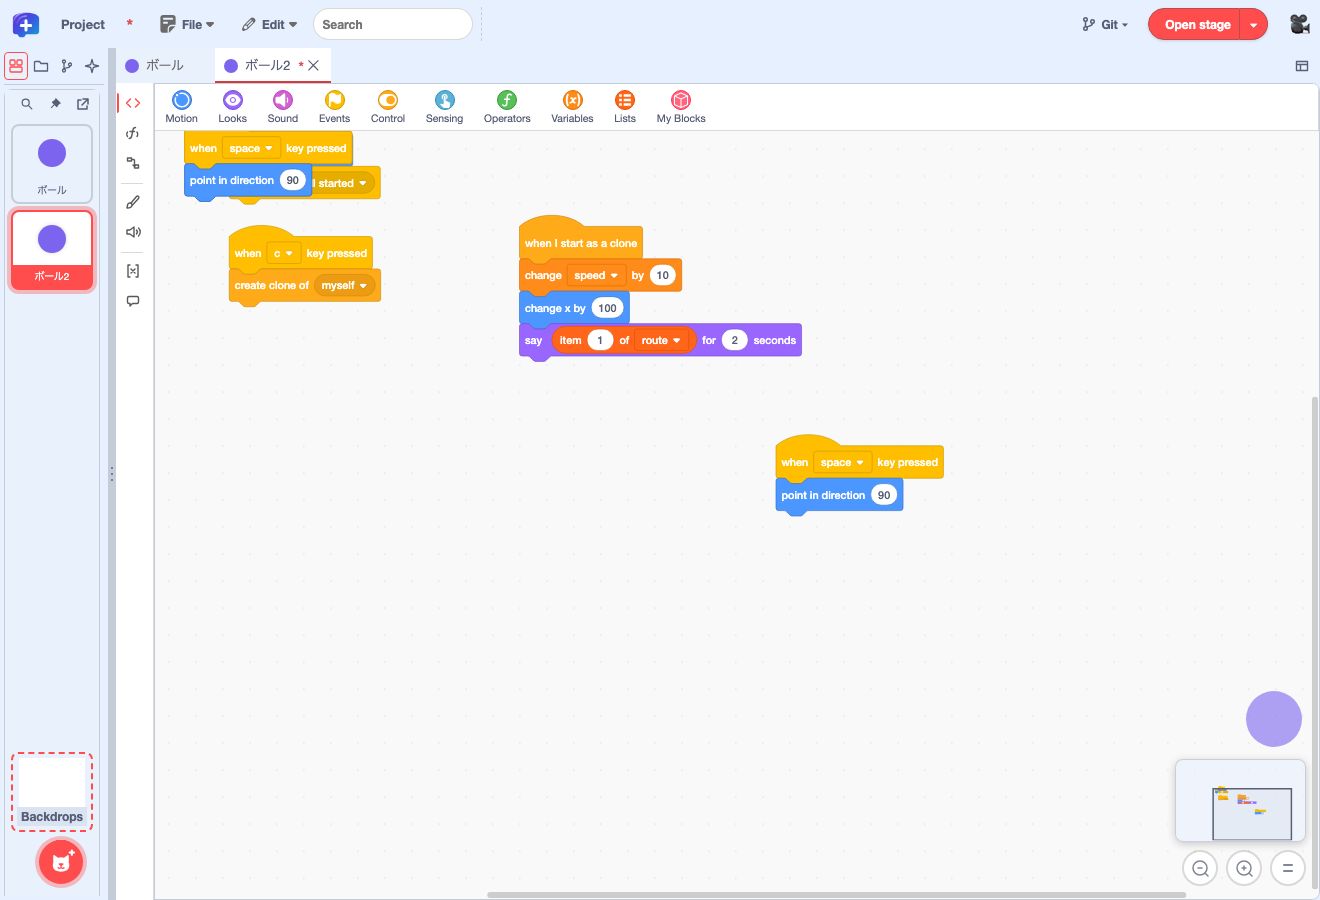 Project * File Edit Search Git Open stage
ボール ボール2 *
Motion Looks Sound Events Control Sensing Operators Variables Lists My Blocks
ボール
ボール2
when space key pressed
point in direction 90
I started
when c key pressed
create clone of myself
when I start as a clone
change speed by 10
change x by 100
say item 1 of route for 2 seconds
when space key pressed
point in direction 90
Backdrops